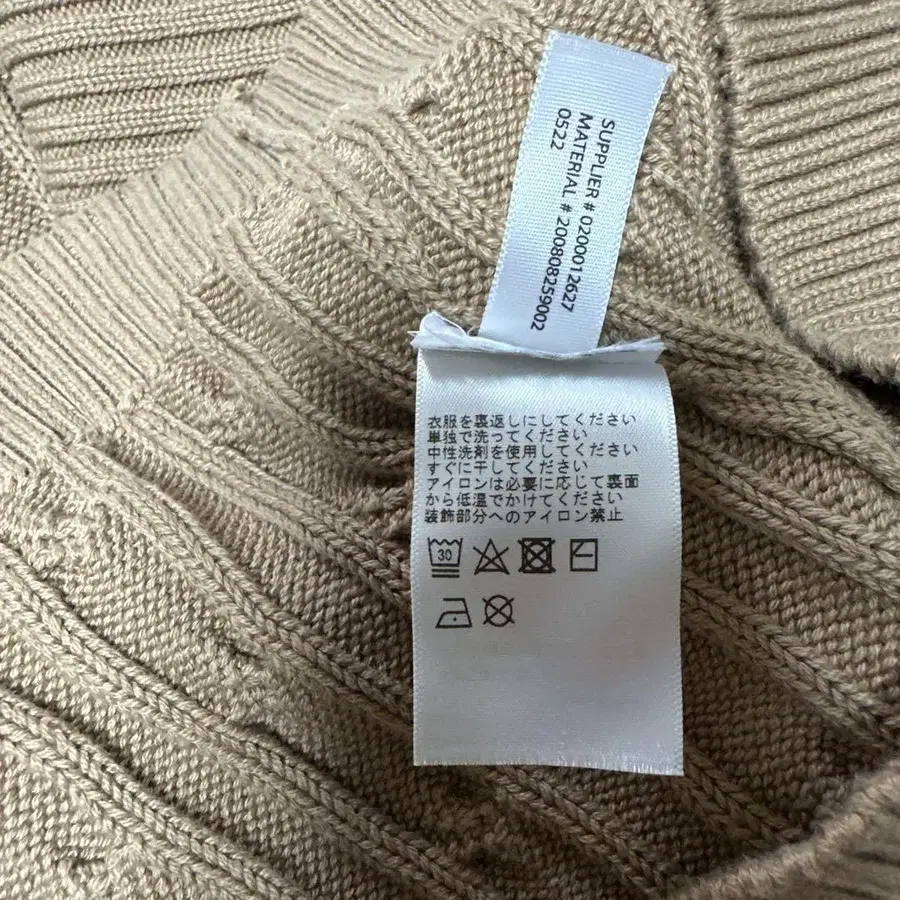 SUPPLIER # 0200012627
MATERIAL # 200808259002
0522
衣服を裏返しにしてください
単独で洗ってください
中性洗剤を使用してください
すぐに干してください
アイロンは必要に応じて裏面
から低温でかけてください
装飾部分へのアイロン禁止
30